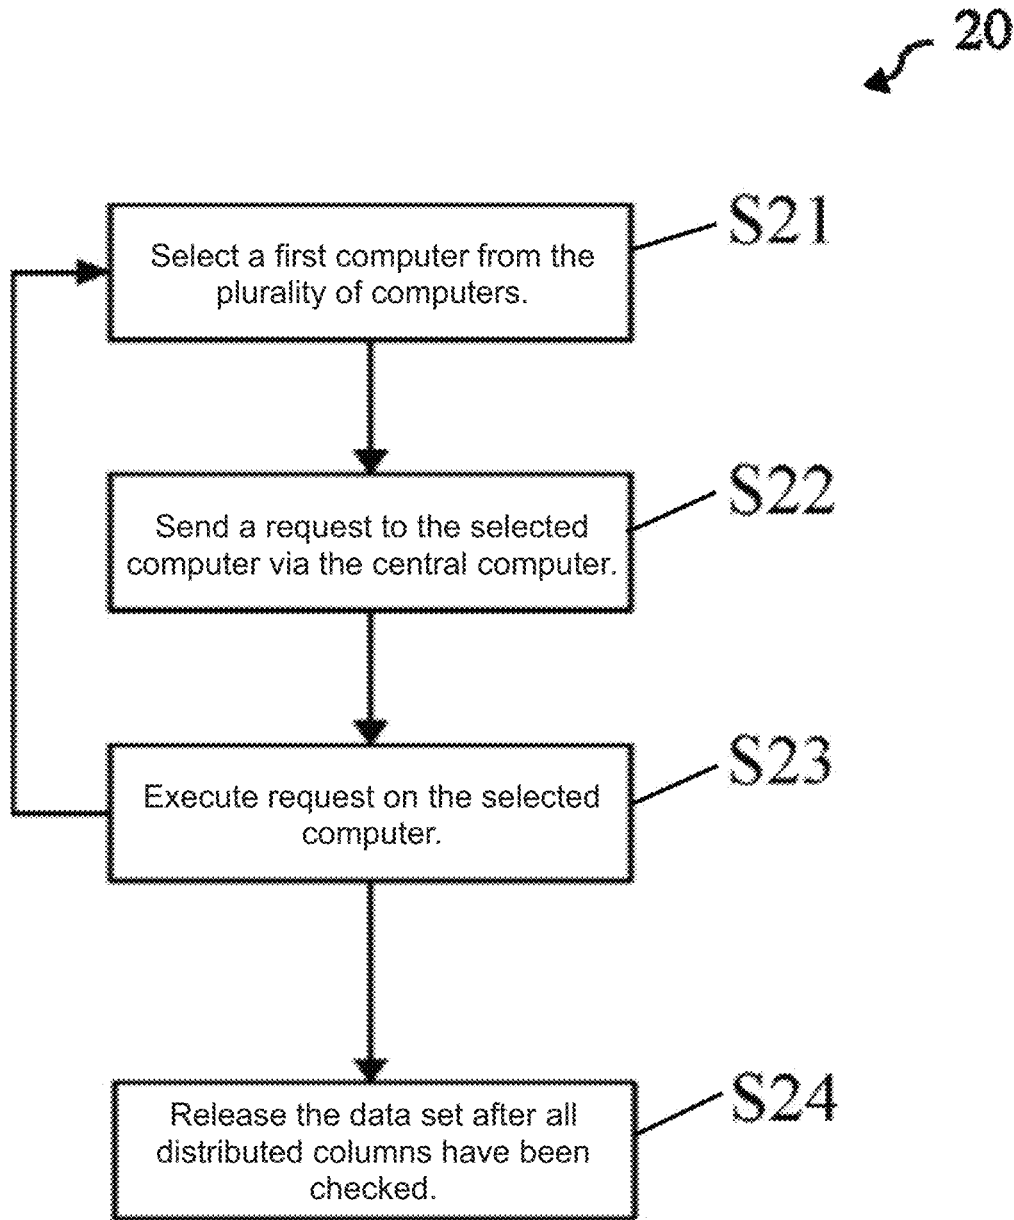 20
S21
Select a first computer from the
plurality of computers.
S22
Send a request to the selected
computer via the central computer.
S23
Execute request on the selected
computer.
S24
Release the data set after all
distributed columns have been
checked.